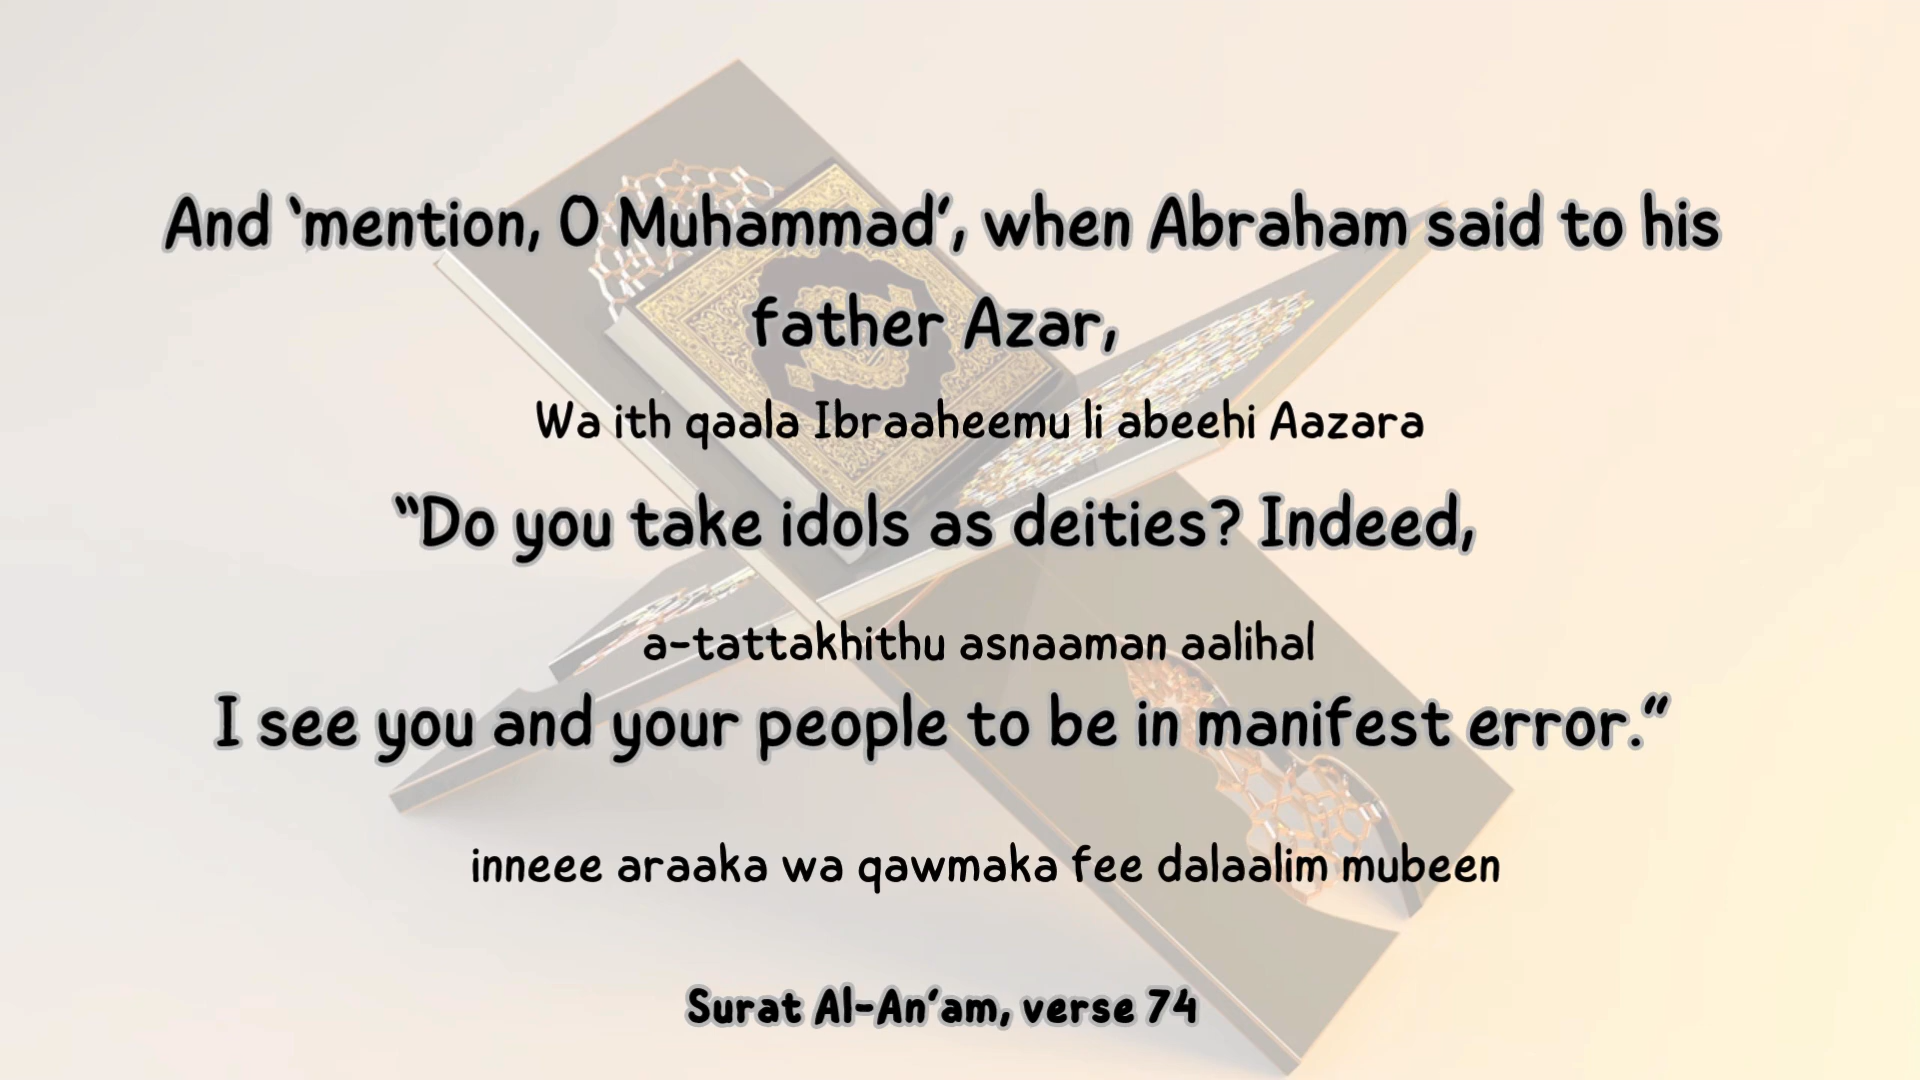 And ‘mention, O Muhammad’, when Abraham said to his
father Azar,
Wa ith qaala Ibraaheemu li abeehi Aazara
“Do you take idols as deities? Indeed,
a-tattakhithu asnaaman aalihal
I see you and your people to be in manifest error.”
inneee araaka wa qawmaka fee dalaalim mubeen
Surat Al-An’am, verse 74